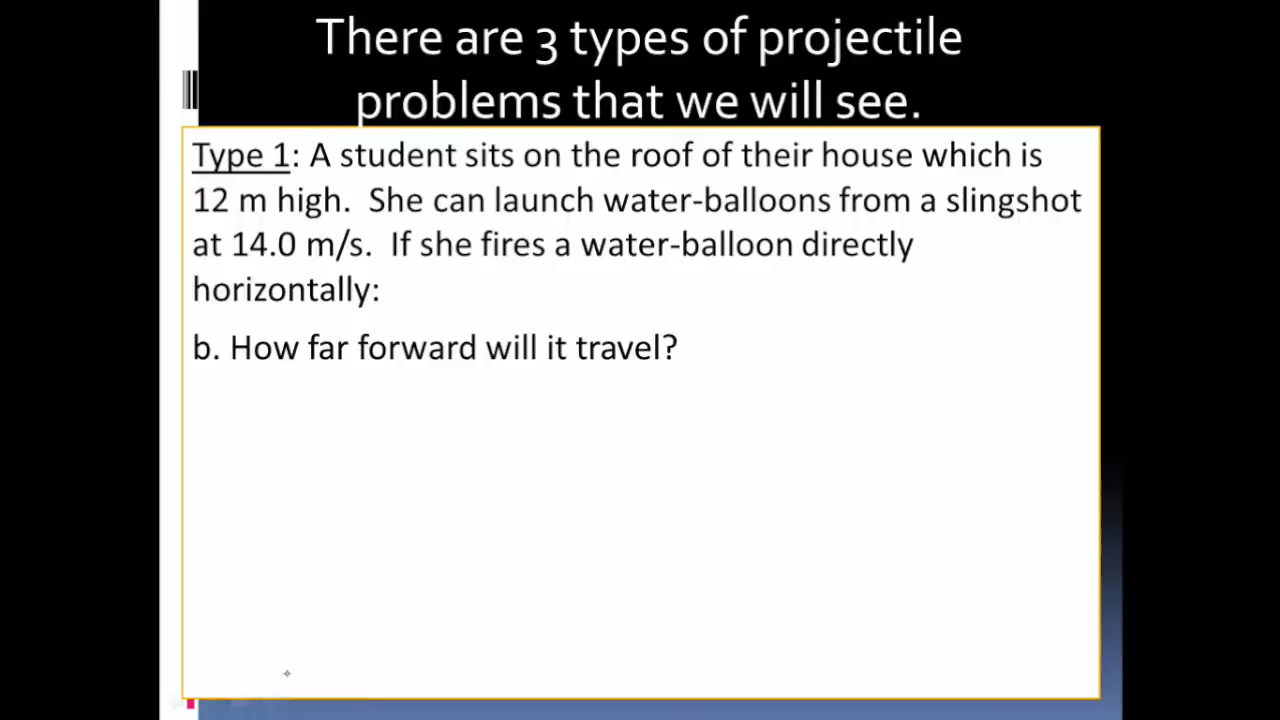 There are 3 types of projectile
problems that we will see.
Type 1: A student sits on the roof of their house which is
12 m high.  She can launch water-balloons from a slingshot
at 14.0 m/s.  If she fires a water-balloon directly
horizontally:
b. How far forward will it travel?